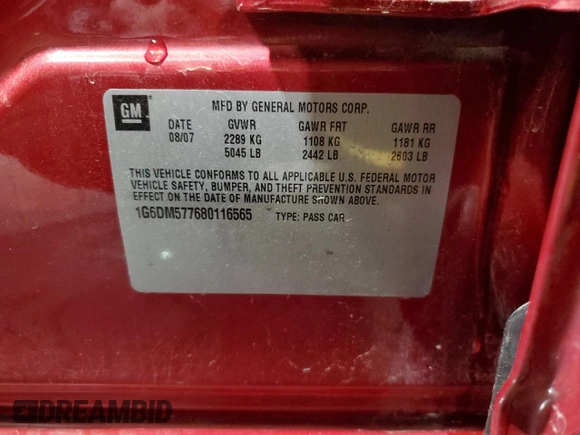 GM
MFD BY GENERAL MOTORS CORP.
DATE GVWR GAWR FRT GAWR RR
08/07 2289 KG 1108 KG 1181 KG
5045 LB 2442 LB 2603 LB
THIS VEHICLE CONFORMS TO ALL APPLICABLE U.S. FEDERAL MOTOR
VEHICLE SAFETY, BUMPER, AND THEFT PREVENTION STANDARDS IN
EFFECT ON THE DATE OF MANUFACTURE SHOWN ABOVE.
1G6DM577680116565 TYPE: PASS CAR
DREAMBID